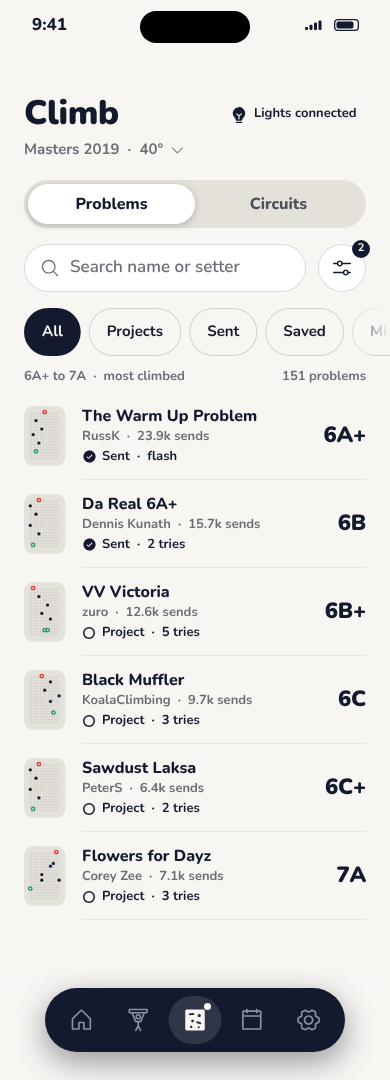 9:41
Climb
Lights connected
Masters 2019 · 40°
Problems
Circuits
Search name or setter
2
All
Projects
Sent
Saved
6A+ to 7A · most climbed
151 problems
The Warm Up Problem
RussK · 23.9k sends
Sent · flash
6A+
Da Real 6A+
Dennis Kunath · 15.7k sends
Sent · 2 tries
6B
VV Victoria
zuro · 12.6k sends
Project · 5 tries
6B+
Black Muffler
KoalaClimbing · 9.7k sends
Project · 3 tries
6C
Sawdust Laksa
PeterS · 6.4k sends
Project · 2 tries
6C+
Flowers for Dayz
Corey Zee · 7.1k sends
Project · 3 tries
7A